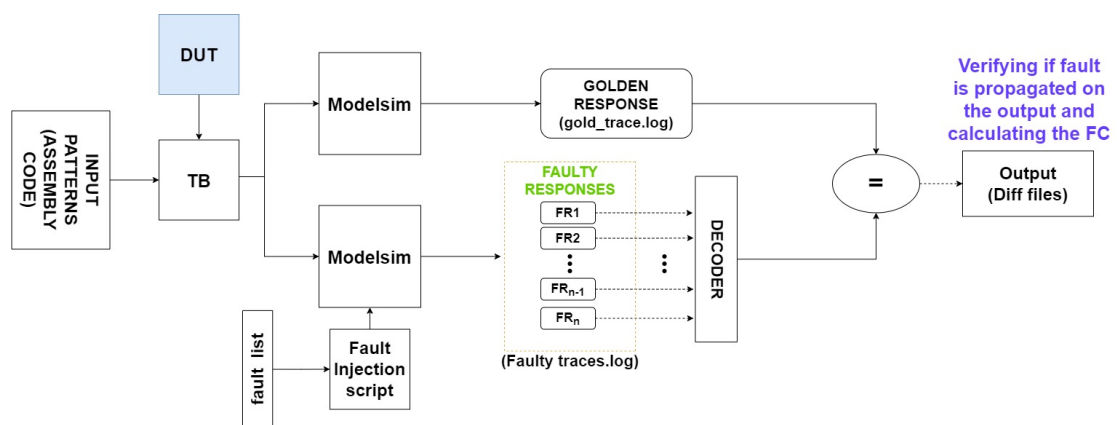 DUT
INPUT
PATTERNS
(ASSEMBLY
CODE)
TB
Modelsim
Modelsim
fault list
Fault
Injection
script
GOLDEN
RESPONSE
(gold_trace.log)
FAULTY
RESPONSES
FR1
FR2
FRn-1
FRn
(Faulty traces.log)
DECODER
=
Verifying if fault
is propagated on
the output and
calculating the FC
Output
(Diff files)